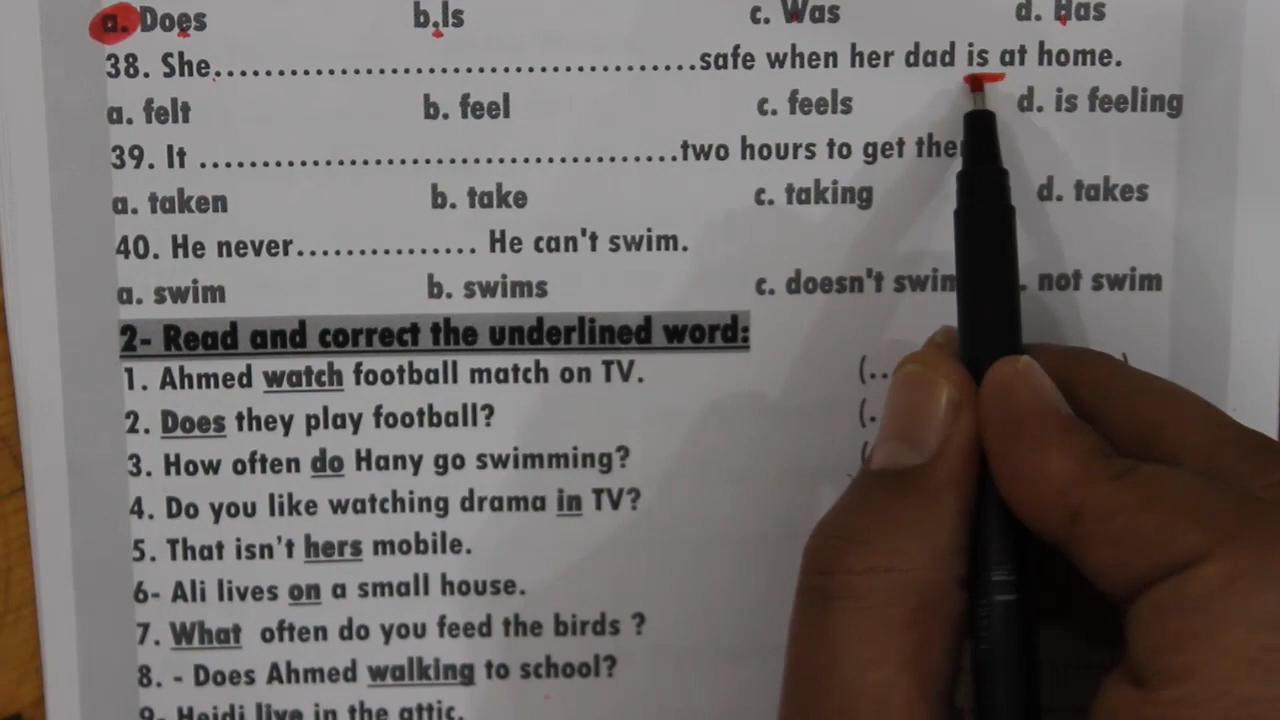 a. Does b. Is c. Was d. Has
38. She........................................safe when her dad is at home.
a. felt b. feel c. feels d. is feeling
39. It ........................................two hours to get
a. taken b. take c. taking d. takes
40. He never............... He can't swim.
a. swim b. swims c. doesn't not swim
2- Read and correct the underlined word:
1. Ahmed watch football match on TV. (..
2. Does they play football? (.
3. How often do Hany go swimming? (
4. Do you like watching drama in TV?
5. That isn't hers mobile.
6- Ali lives on a small house.
7. What often do you feed the birds ?
8. - Does Ahmed walking to school?
9- Heidi live in the attic.